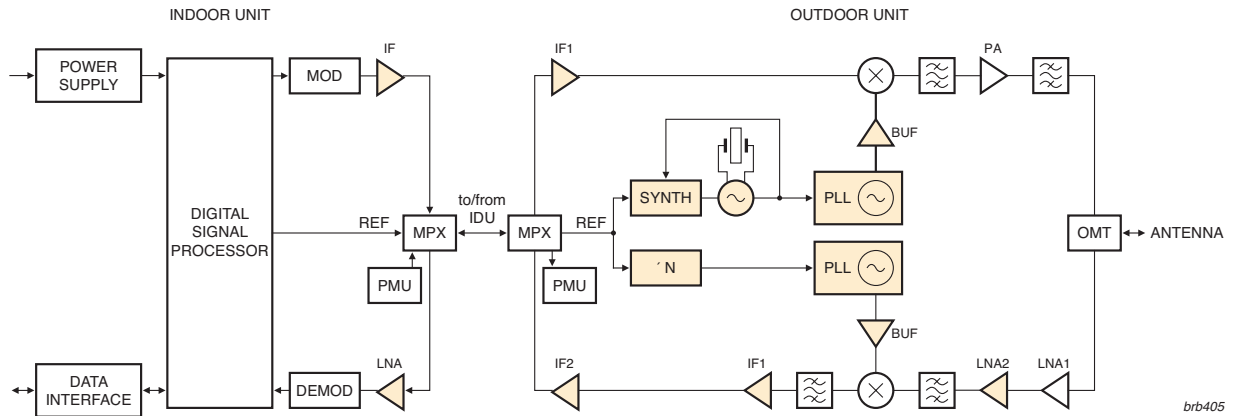 INDOOR UNIT
OUTDOOR UNIT
POWER
SUPPLY
DIGITAL
SIGNAL
PROCESSOR
MOD
IF
REF
MPX
PMU
LNA
DEMOD
DATA
INTERFACE
to/from
IDU
MPX
PMU
REF
IF1
SYNTH
´ N
PLL
BUF
PLL
BUF
PA
OMT
ANTENNA
IF2
IF1
LNA2
LNA1
brb405